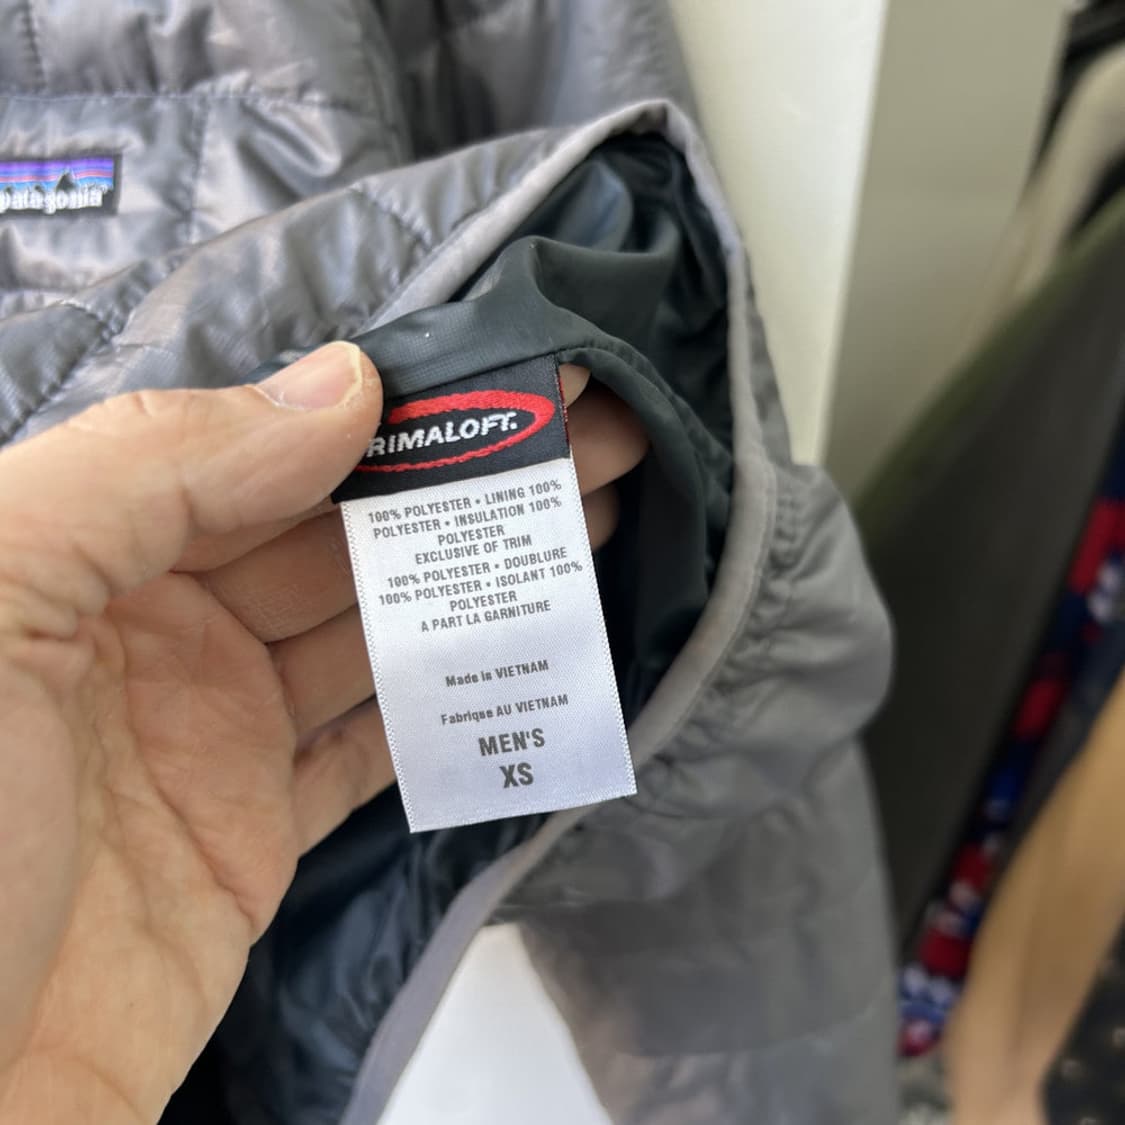 patagonia®
RIMALOFT.
100% POLYESTER • LINING 100%
POLYESTER • INSULATION 100%
POLYESTER
EXCLUSIVE OF TRIM
100% POLYESTER • DOUBLURE
100% POLYESTER • ISOLANT 100%
POLYESTER
A PART LA GARNITURE
Made in VIETNAM
Fabrique AU VIETNAM
MEN'S
XS